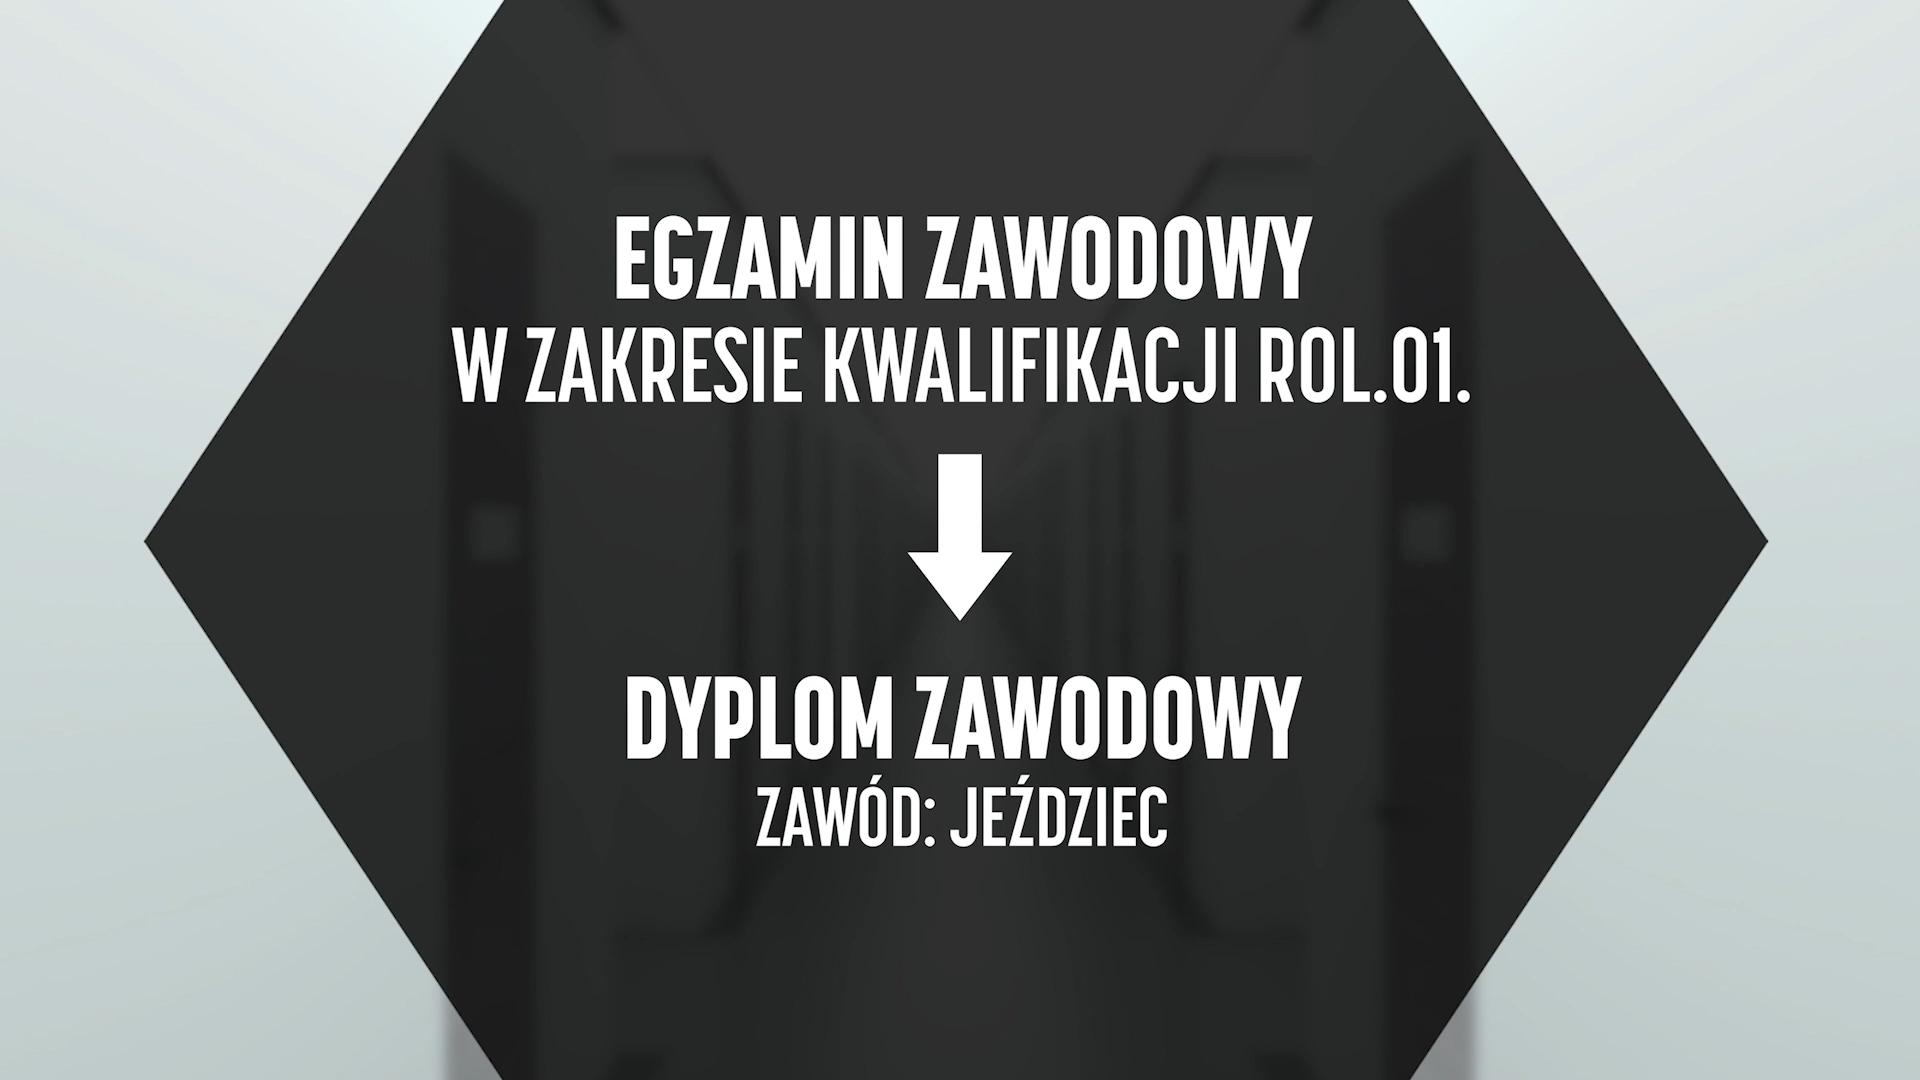 EGZAMIN ZAWODOWY
W ZAKRESIE KWALIFIKACJI ROL.01.
DYPLOM ZAWODOWY
ZAWÓD: JEŹDZIEC